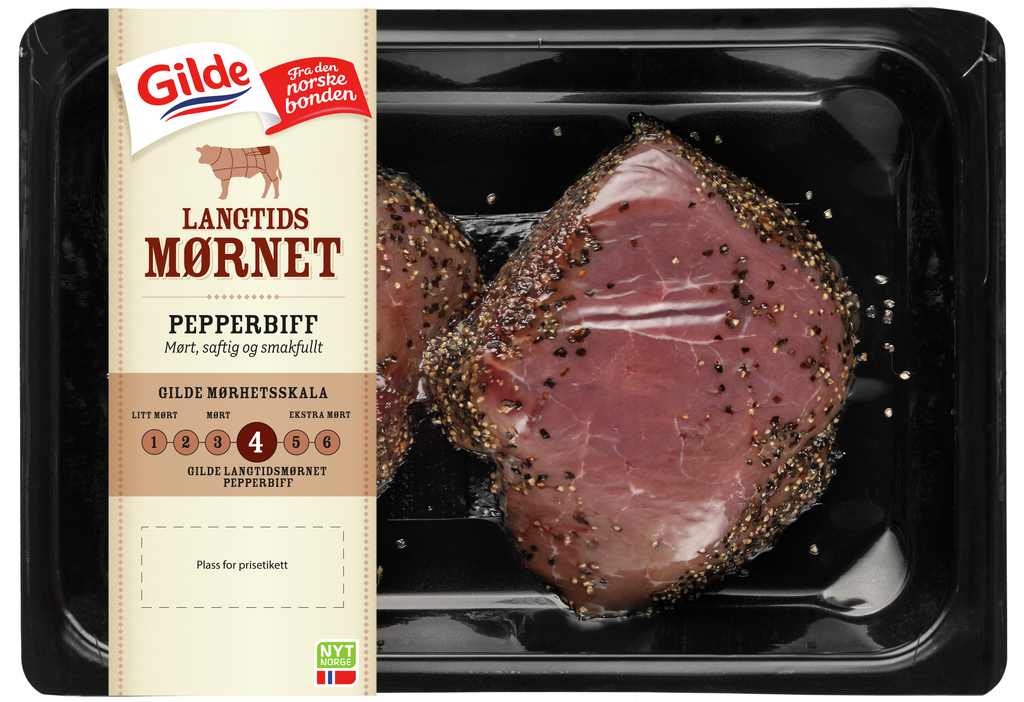 Gilde
Fra den
norske
bonden
LANGTIDS
MØRNET
PEPPERBIFF
Mørt, saftig og smakfullt
GILDE MØRHETSSKALA
LITT MØRT MØRT EKSTRA MØRT
1 2 3 4 5 6
GILDE LANGTIDSMØRNET
PEPPERBIFF
Plass for prisetikett
NYT
NORGE